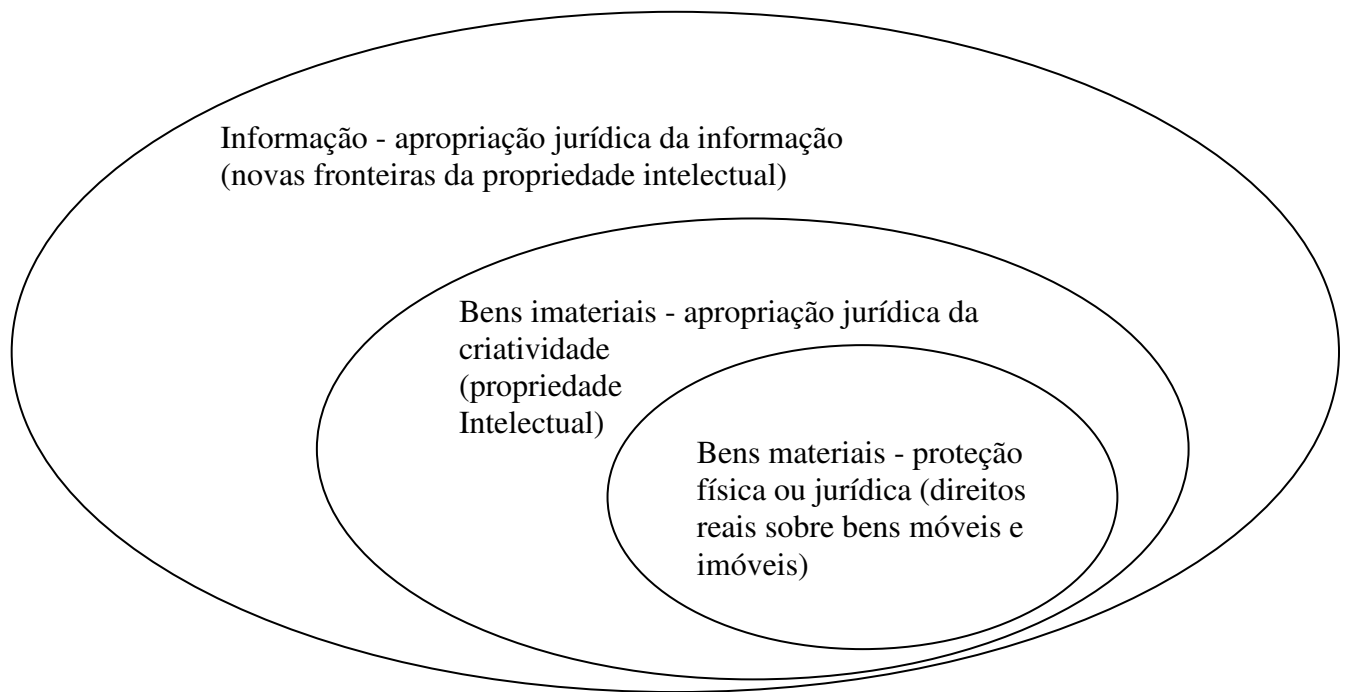 Informação - apropriação jurídica da informação
(novas fronteiras da propriedade intelectual)
Bens imateriais - apropriação jurídica da
criatividade
(propriedade
Intelectual)
Bens materiais - proteção
física ou jurídica (direitos
reais sobre bens móveis e
imóveis)